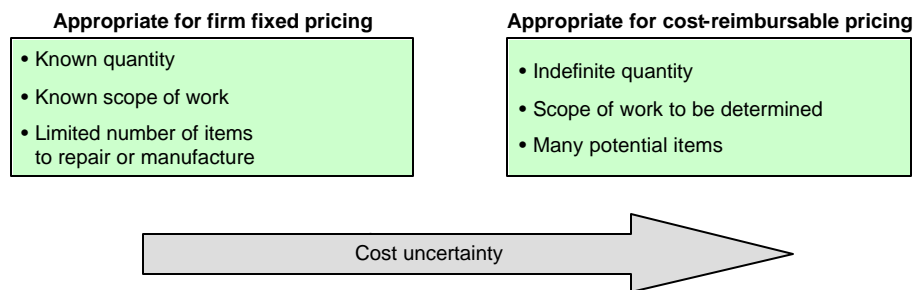 Appropriate for firm fixed pricing
• Known quantity
• Known scope of work
• Limited number of items
to repair or manufacture
Appropriate for cost-reimbursable pricing
• Indefinite quantity
• Scope of work to be determined
• Many potential items
Cost uncertainty